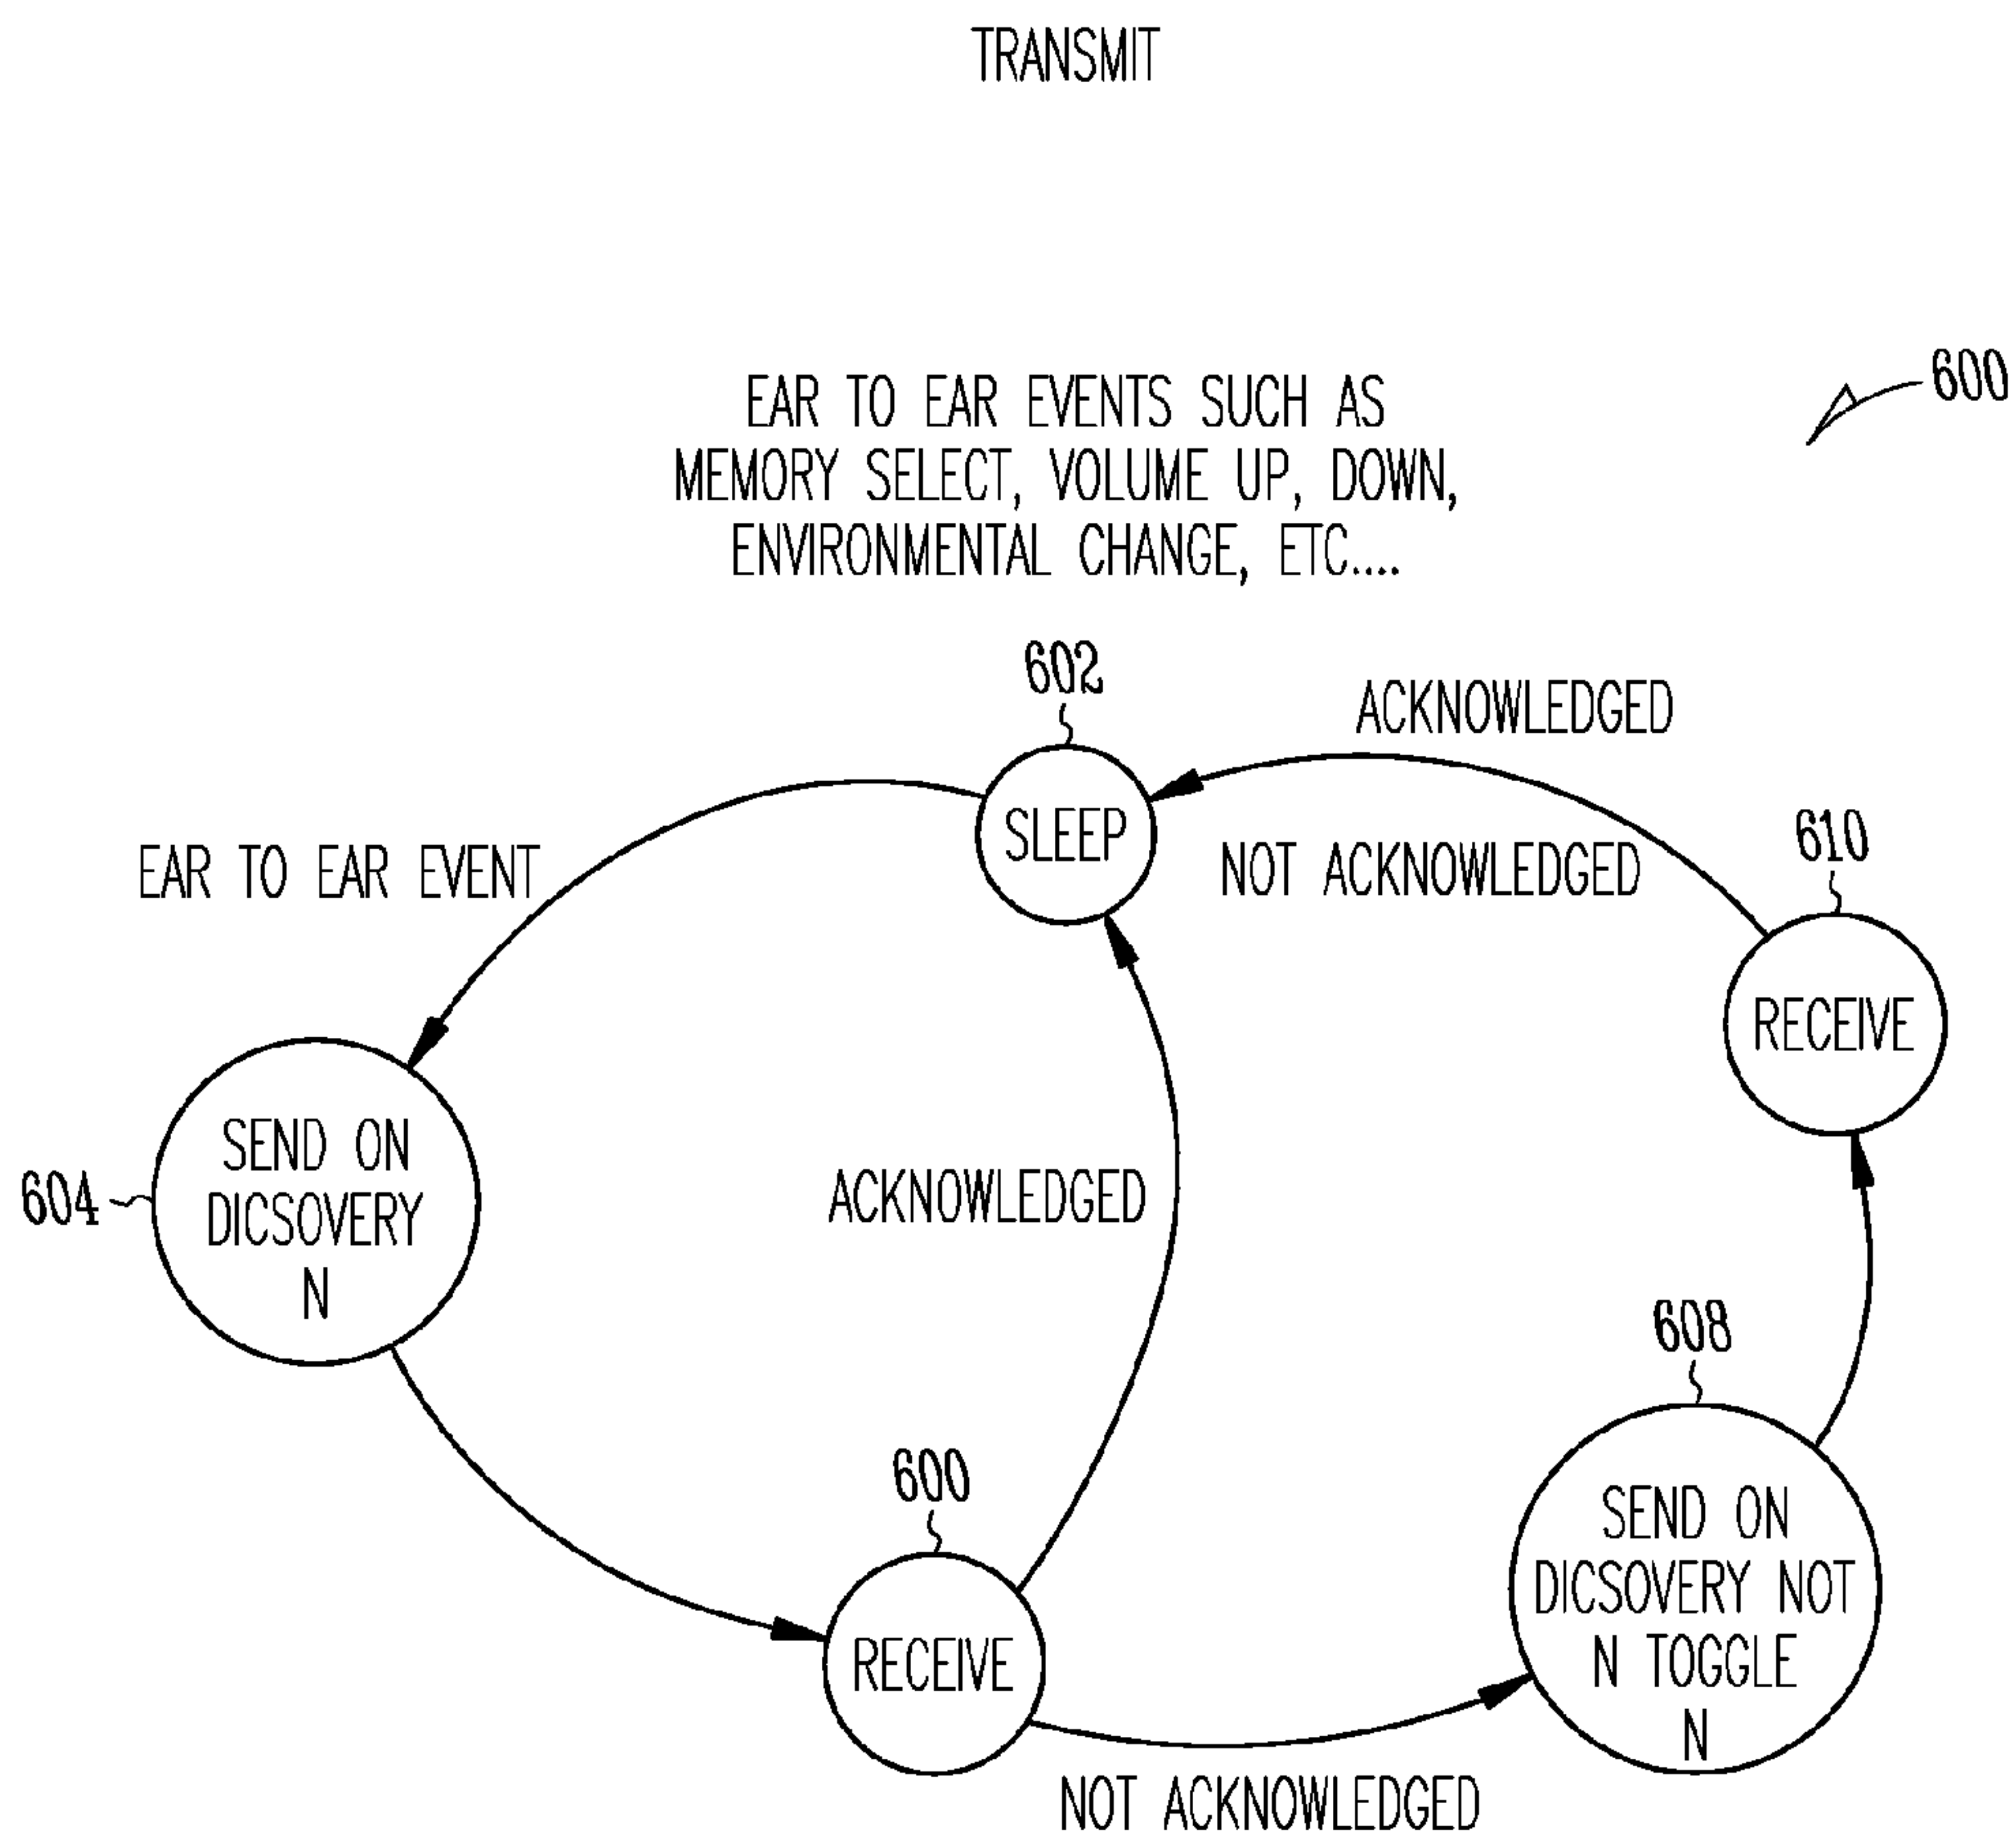 TRANSMIT
600
EAR TO EAR EVENTS SUCH AS
MEMORY SELECT, VOLUME UP, DOWN,
ENVIRONMENTAL CHANGE, ETC....
602
ACKNOWLEDGED
SLEEP
610
EAR TO EAR EVENT
NOT ACKNOWLEDGED
RECEIVE
SEND ON
DICSOVERY
N
604
ACKNOWLEDGED
608
600
SEND ON
DICSOVERY NOT
N TOGGLE
N
RECEIVE
NOT ACKNOWLEDGED